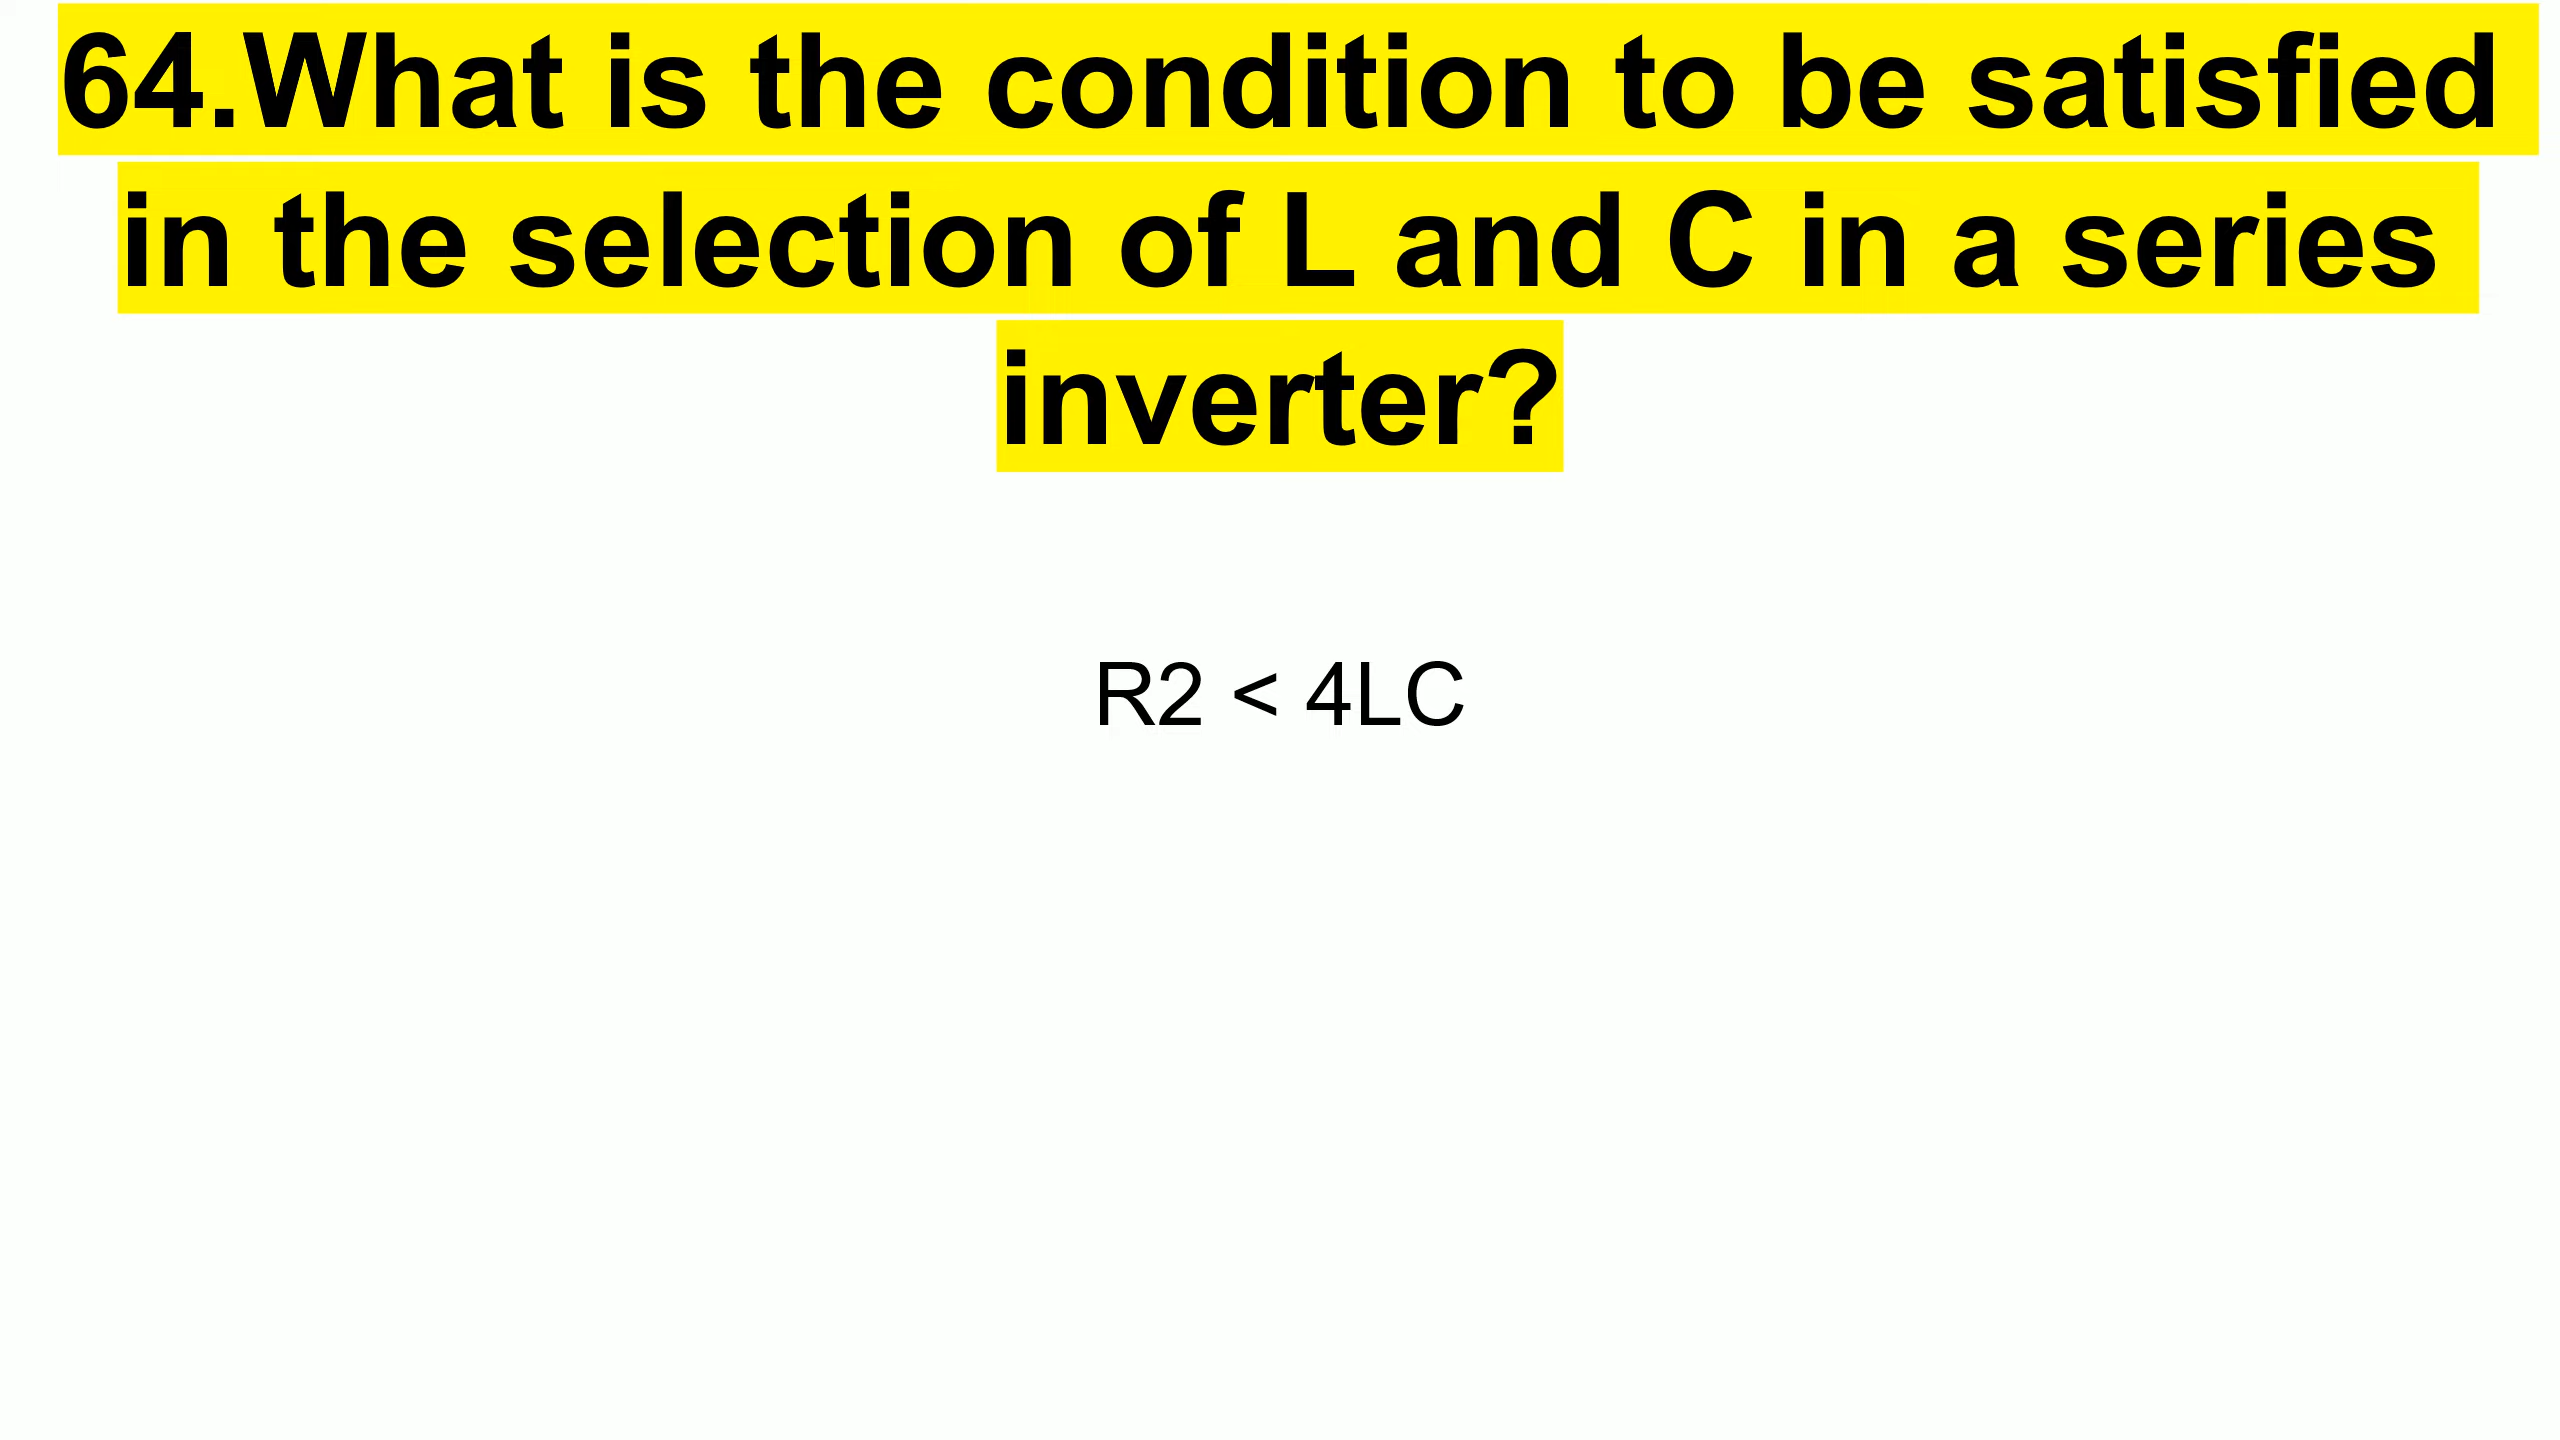 64.What is the condition to be satisfied
in the selection of L and C in a series
inverter?
R2 < 4LC